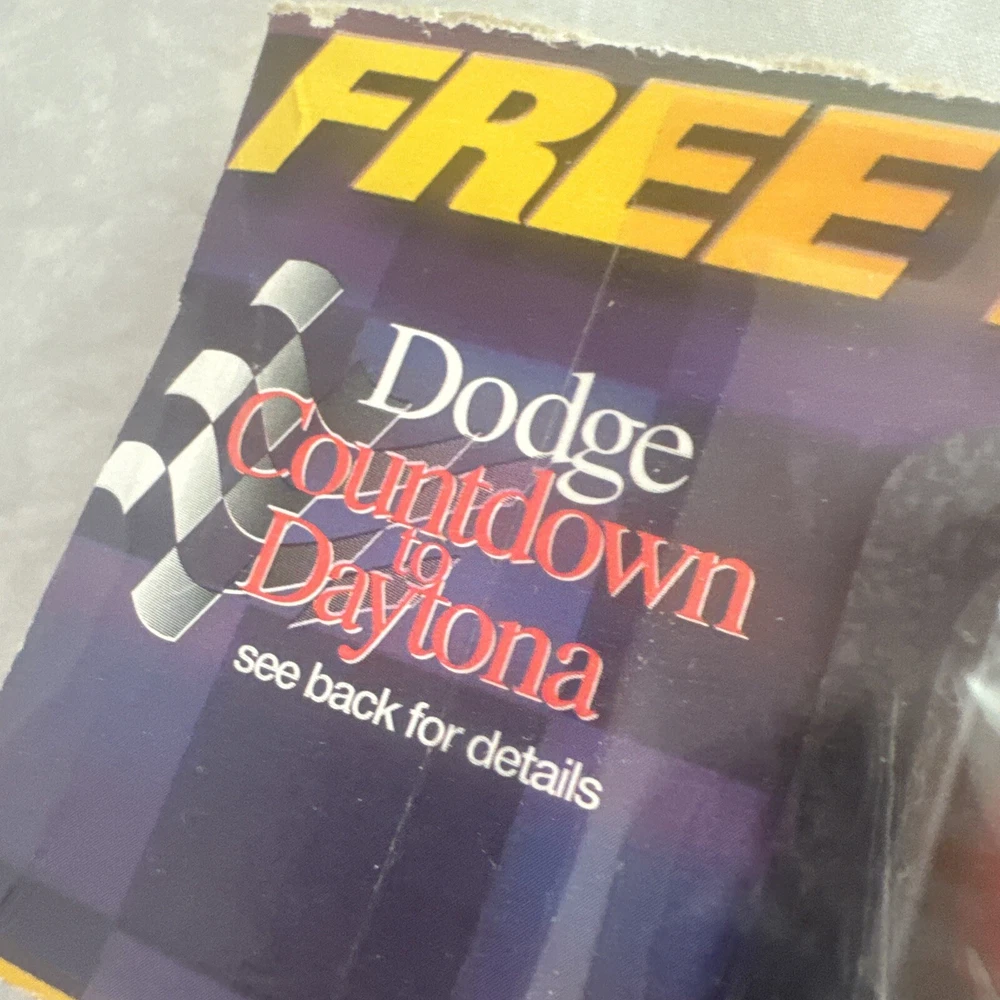 FREE
Dodge
Countdown
to
Daytona
see back for details